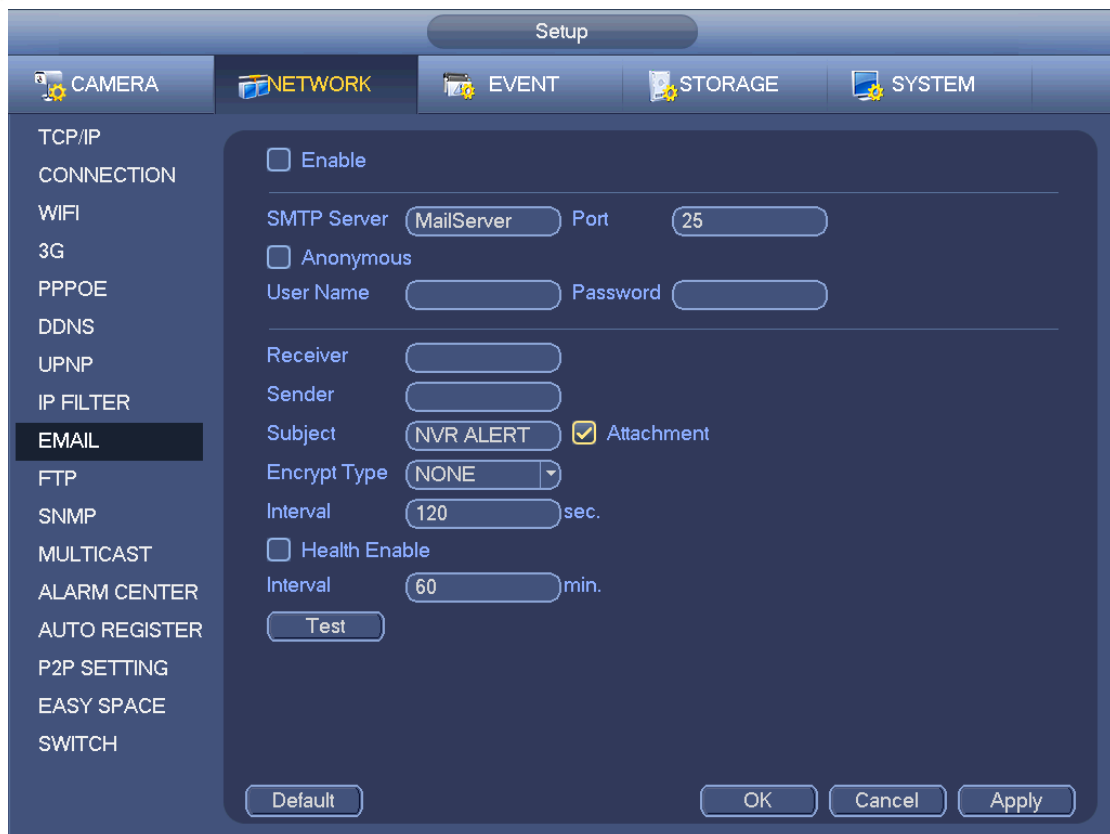 Setup
CAMERA NETWORK EVENT STORAGE SYSTEM
TCP/IP
CONNECTION
WIFI
3G
PPPOE
DDNS
UPNP
IP FILTER
EMAIL
FTP
SNMP
MULTICAST
ALARM CENTER
AUTO REGISTER
P2P SETTING
EASY SPACE
SWITCH
Enable
SMTP Server MailServer Port 25
Anonymous
User Name Password
Receiver
Sender
Subject NVR ALERT Attachment
Encrypt Type NONE
Interval 120 sec.
Health Enable
Interval 60 min.
Test
Default OK Cancel Apply